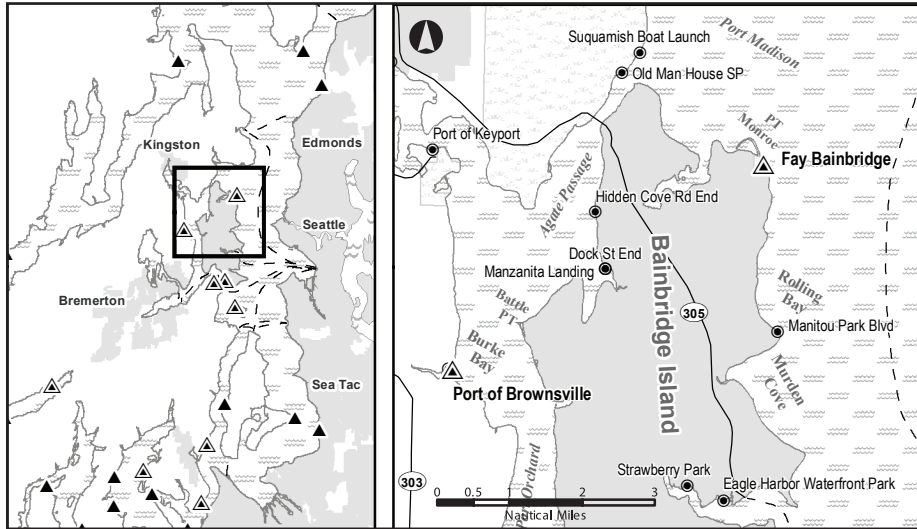 Kingston
Edmonds
Seattle
Bremerton
Sea Tac
Suquamish Boat Launch
Old Man House SP
Port Madison
Port of Keyport
PT
Monroe
Fay Bainbridge
Agate Passage
Hidden Cove Rd End
Bainbridge Island
Dock St End
Manzanita Landing
Rolling
Bay
Battle
PT
305
Manitou Park Blvd
Burke
Bay
Murden
Cove
Port of Brownsville
Strawberry Park
303
Port Orchard
Eagle Harbor Waterfront Park
0 0.5 1 2 3
Nautical Miles